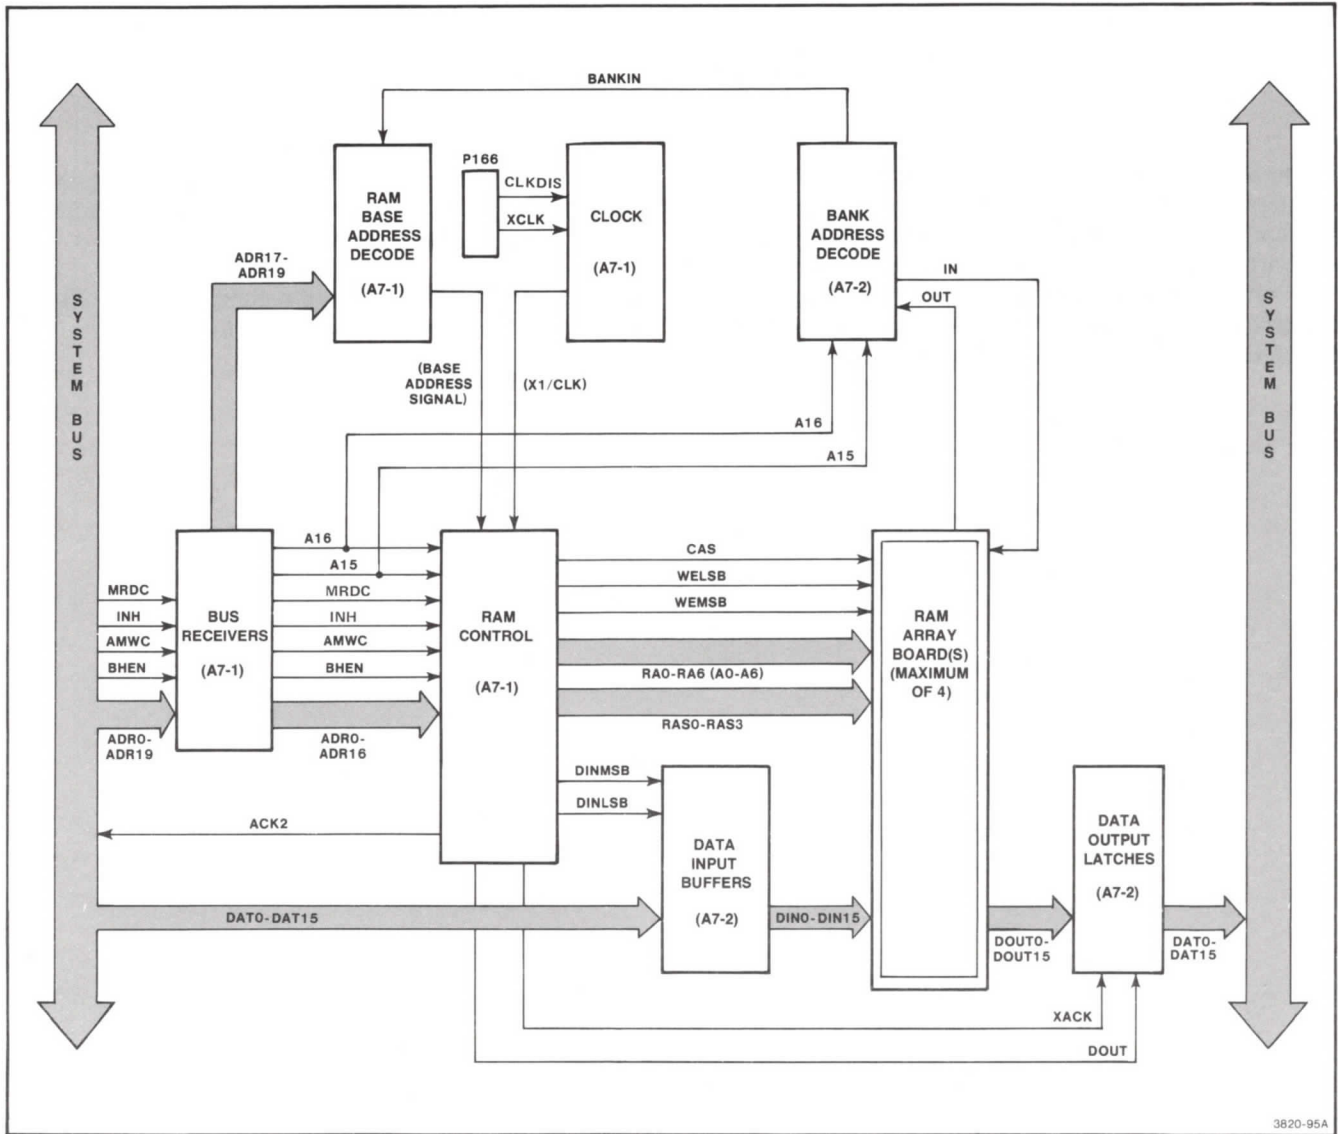 BANKIN
P166
CLKDIS
XCLK
RAM
BASE
ADDRESS
DECODE
(A7-1)
CLOCK
(A7-1)
BANK
ADDRESS
DECODE
(A7-2)
IN
OUT
ADR17-
ADR19
SYSTEM BUS
SYSTEM BUS
(BASE
ADDRESS
SIGNAL)
(X1/CLK)
A16
A15
A16
A15
MRDC
INH
AMWC
BHEN
MRDC
INH
AMWC
BHEN
BUS
RECEIVERS
(A7-1)
RAM
CONTROL
(A7-1)
CAS
WELSB
WEMSB
RA0-RA6 (A0-A6)
RAS0-RAS3
RAM
ARRAY
BOARD(S)
(MAXIMUM
OF 4)
ADR0-
ADR19
ADR0-
ADR16
DINMSB
DINLSB
ACK2
DATA
INPUT
BUFFERS
(A7-2)
DATA
OUTPUT
LATCHES
(A7-2)
DAT0-DAT15
DIN0-DIN15
DOUT0-
DOUT15
DAT0-
DAT15
XACK
DOUT
3820-95A